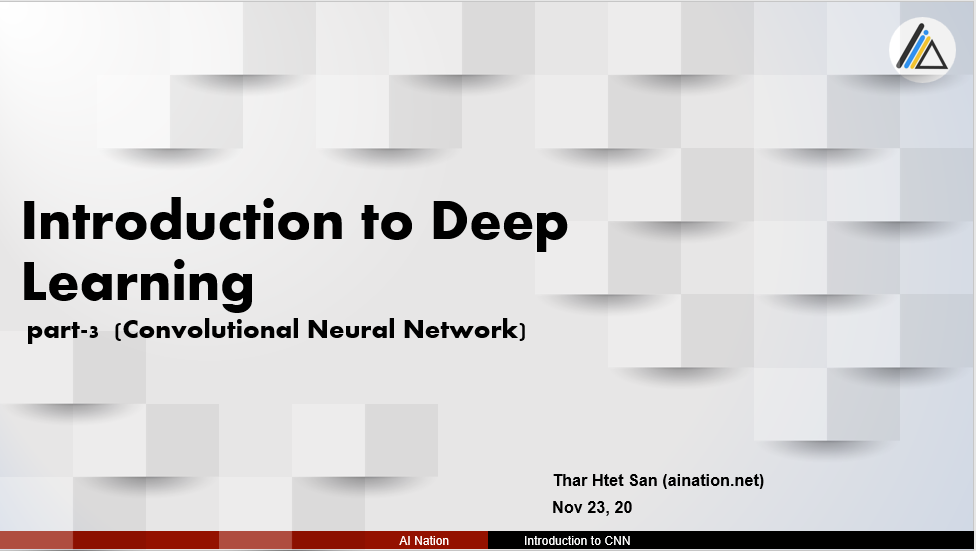 Introduction to Deep
Learning
part-3 (Convolutional Neural Network)
Thar Htet San (aination.net)
Nov 23, 20
AI Nation
Introduction to CNN